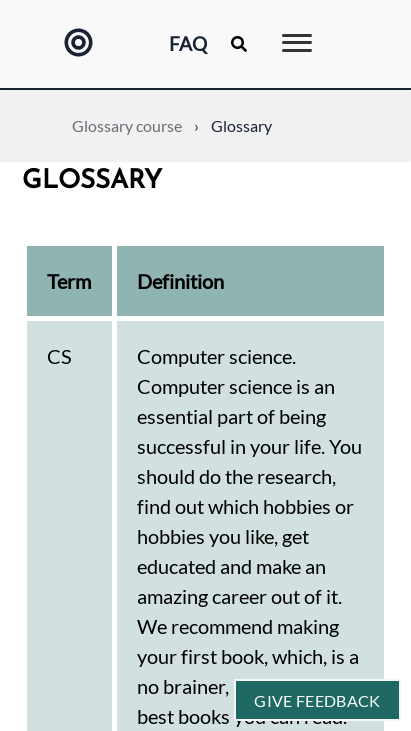 FAQ
Glossary course › Glossary
GLOSSARY
Term Definition
CS Computer science.
Computer science is an
essential part of being
successful in your life. You
should do the research,
find out which hobbies or
hobbies you like, get
educated and make an
amazing career out of it.
We recommend making
your first book, which, is a
no brainer,
best books you can read.
GIVE FEEDBACK